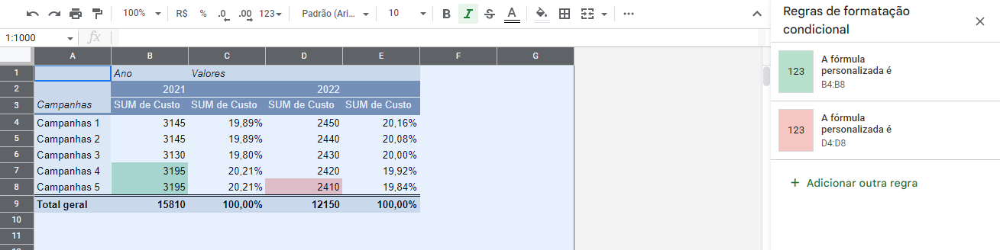 100%
R$
%
.0
.00
123
Padrão (Ari...
10
B
I
S
A
Regras de formatação
condicional
1:1000
fx
A B C D E F G
1 Ano Valores
2 2021 2022
3 Campanhas SUM de Custo SUM de Custo SUM de Custo SUM de Custo
4 Campanhas 1 3145 19,89% 2450 20,16%
5 Campanhas 2 3145 19,89% 2440 20,08%
6 Campanhas 3 3130 19,80% 2430 20,00%
7 Campanhas 4 3195 20,21% 2420 19,92%
8 Campanhas 5 3195 20,21% 2410 19,84%
9 Total geral 15810 100,00% 12150 100,00%
10
11
123
A fórmula
personalizada é
B4:B8
123
A fórmula
personalizada é
D4:D8
+ Adicionar outra regra